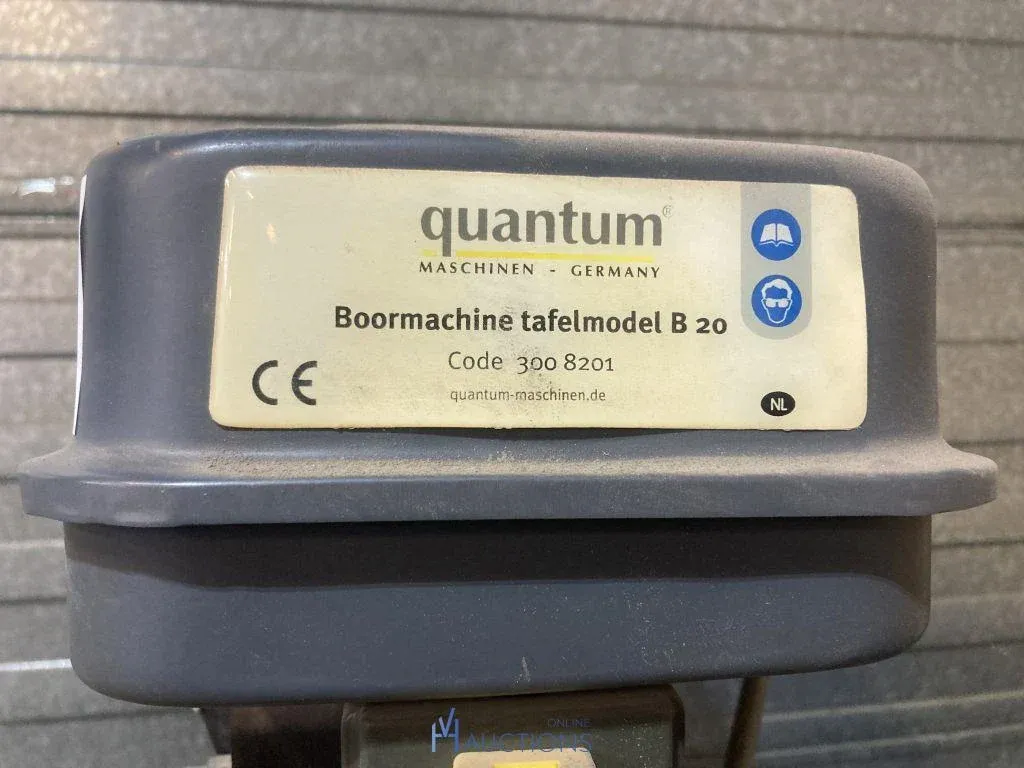 quantum®
MASCHINEN - GERMANY
Boormachine tafelmodel B 20
Code 300 8201
CE
quantum-maschinen.de
NL
ONLINE
AUCTIONS